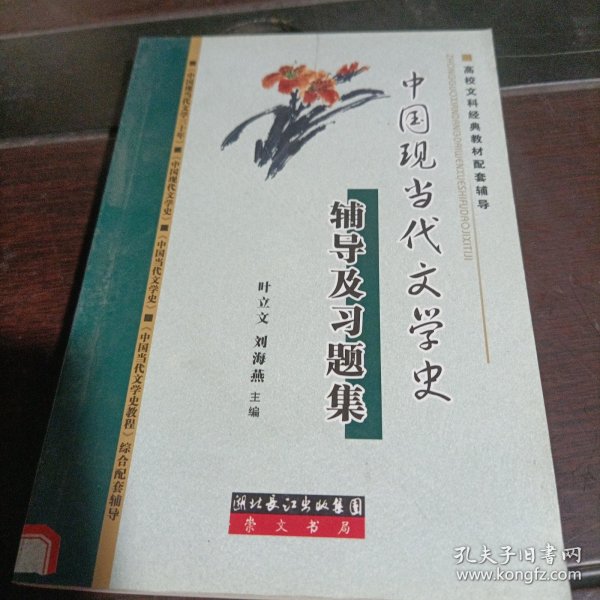 高校文科经典教材配套辅导
ZHONGGUOXIANDANGDAIWENXUESHIFUDAOJIXITIJI
中国现当代文学史
辅导及习题集
叶立文 刘海燕 主编
《中国现代文学三十年》
《中国现代文学史》
《中国当代文学史》
《中国当代文学史教程》综合配套辅导
湖北长江出版集团
崇文书局
孔夫子旧书网
www.kongfz.com